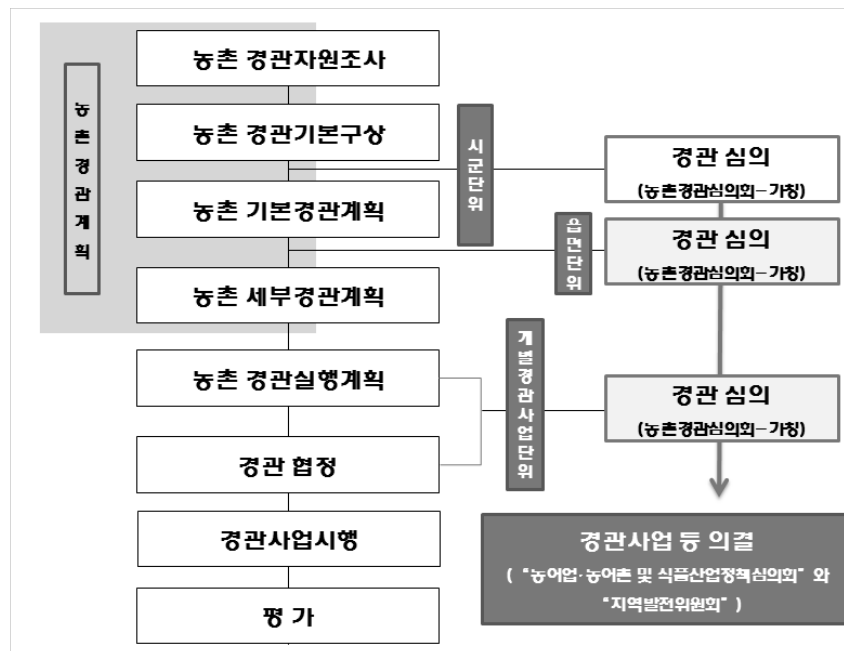 농촌경관계획
농촌 경관자원조사
농촌 경관기본구상
농촌 기본경관계획
농촌 세부경관계획
농촌 경관실행계획
경관 협정
경관사업시행
평 가
시군단위
읍면단위
개별경관사업단위
경관 심의
(농촌경관심의회-가칭)
경관 심의
(농촌경관심의회-가칭)
경관 심의
(농촌경관심의회-가칭)
경관사업 등 의결
( “농어업·농어촌 및 식품산업정책심의회” 와
“지역발전위원회” )